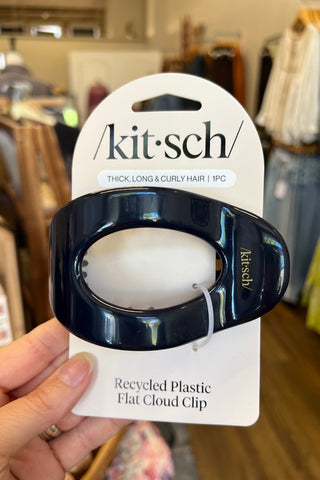 /kit·sch/
THICK, LONG & CURLY HAIR | 1PC
/kit·sch/
Recycled Plastic
Flat Cloud Clip